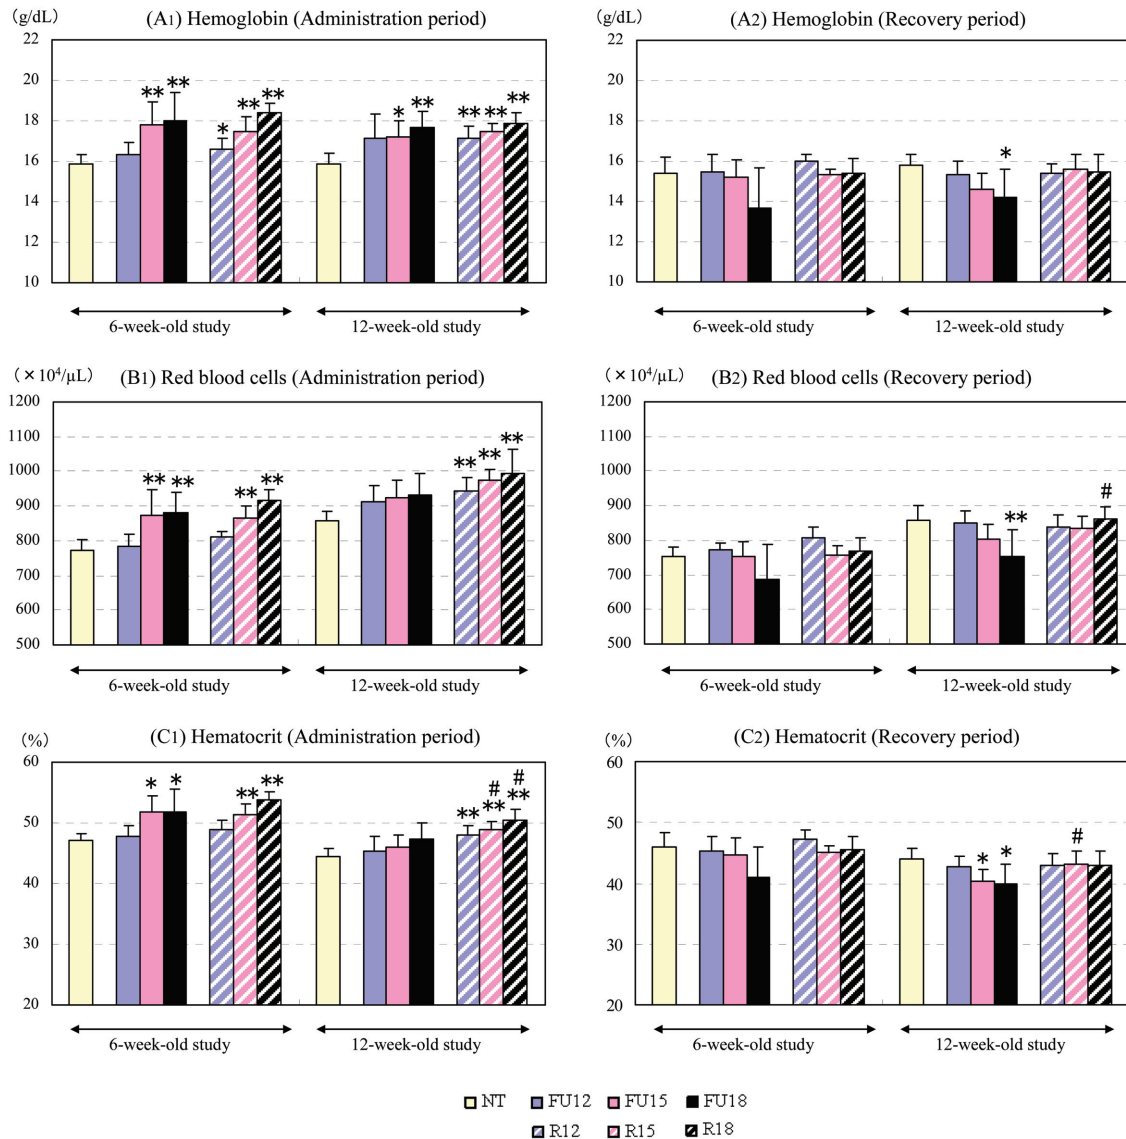 (g/dL) (A1) Hemoglobin (Administration period)
22
20
18
16
14
12
10
** ** * ** ** * ** ** ** **
6-week-old study 12-week-old study
(g/dL) (A2) Hemoglobin (Recovery period)
22
20
18
16
14
12
10
*
6-week-old study 12-week-old study
(×10⁴/μL) (B1) Red blood cells (Administration period)
1200
1100
1000
900
800
700
600
500
** ** ** ** ** ** **
6-week-old study 12-week-old study
(×10⁴/μL) (B2) Red blood cells (Recovery period)
1200
1100
1000
900
800
700
600
500
** #
6-week-old study 12-week-old study
(%) (C1) Hematocrit (Administration period)
60
50
40
30
20
# #
* * ** ** ** ** **
6-week-old study 12-week-old study
(%) (C2) Hematocrit (Recovery period)
60
50
40
30
20
* * #
6-week-old study 12-week-old study
NT FU12 FU15 FU18
R12 R15 R18